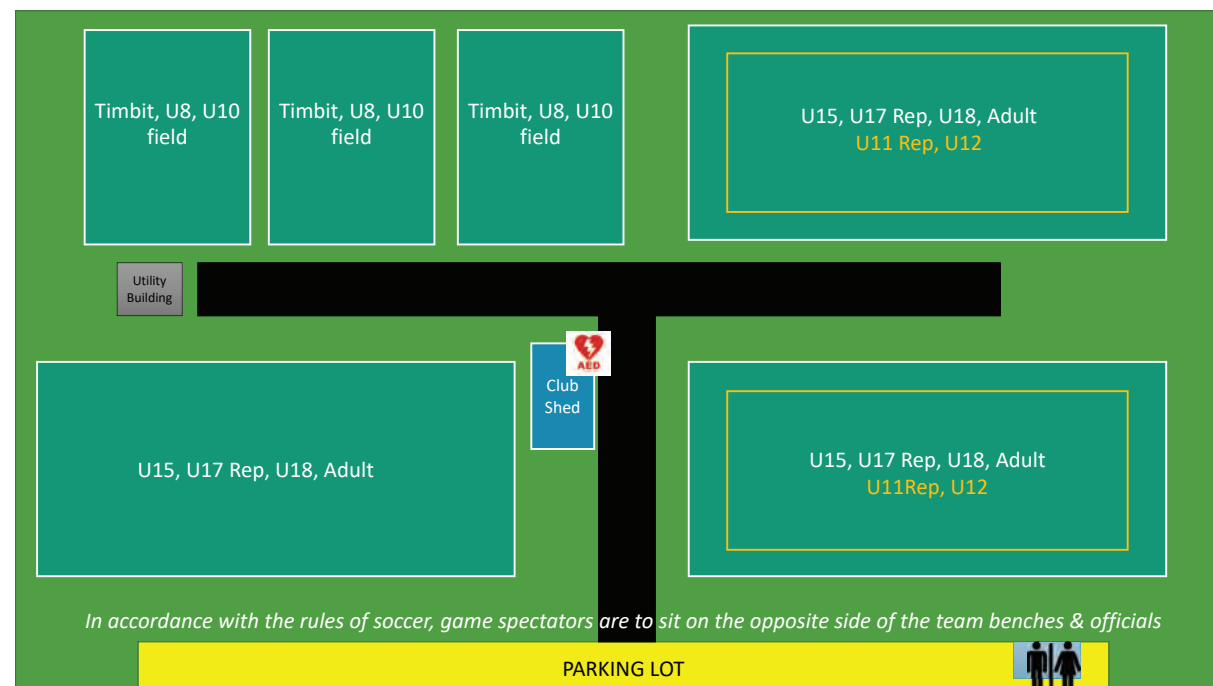 Timbit, U8, U10
field
Timbit, U8, U10
field
Timbit, U8, U10
field
U15, U17 Rep, U18, Adult
U11 Rep, U12
Utility
Building
AED
Club
Shed
U15, U17 Rep, U18, Adult
U15, U17 Rep, U18, Adult
U11Rep, U12
In accordance with the rules of soccer, game spectators are to sit on the opposite side of the team benches & officials
PARKING LOT